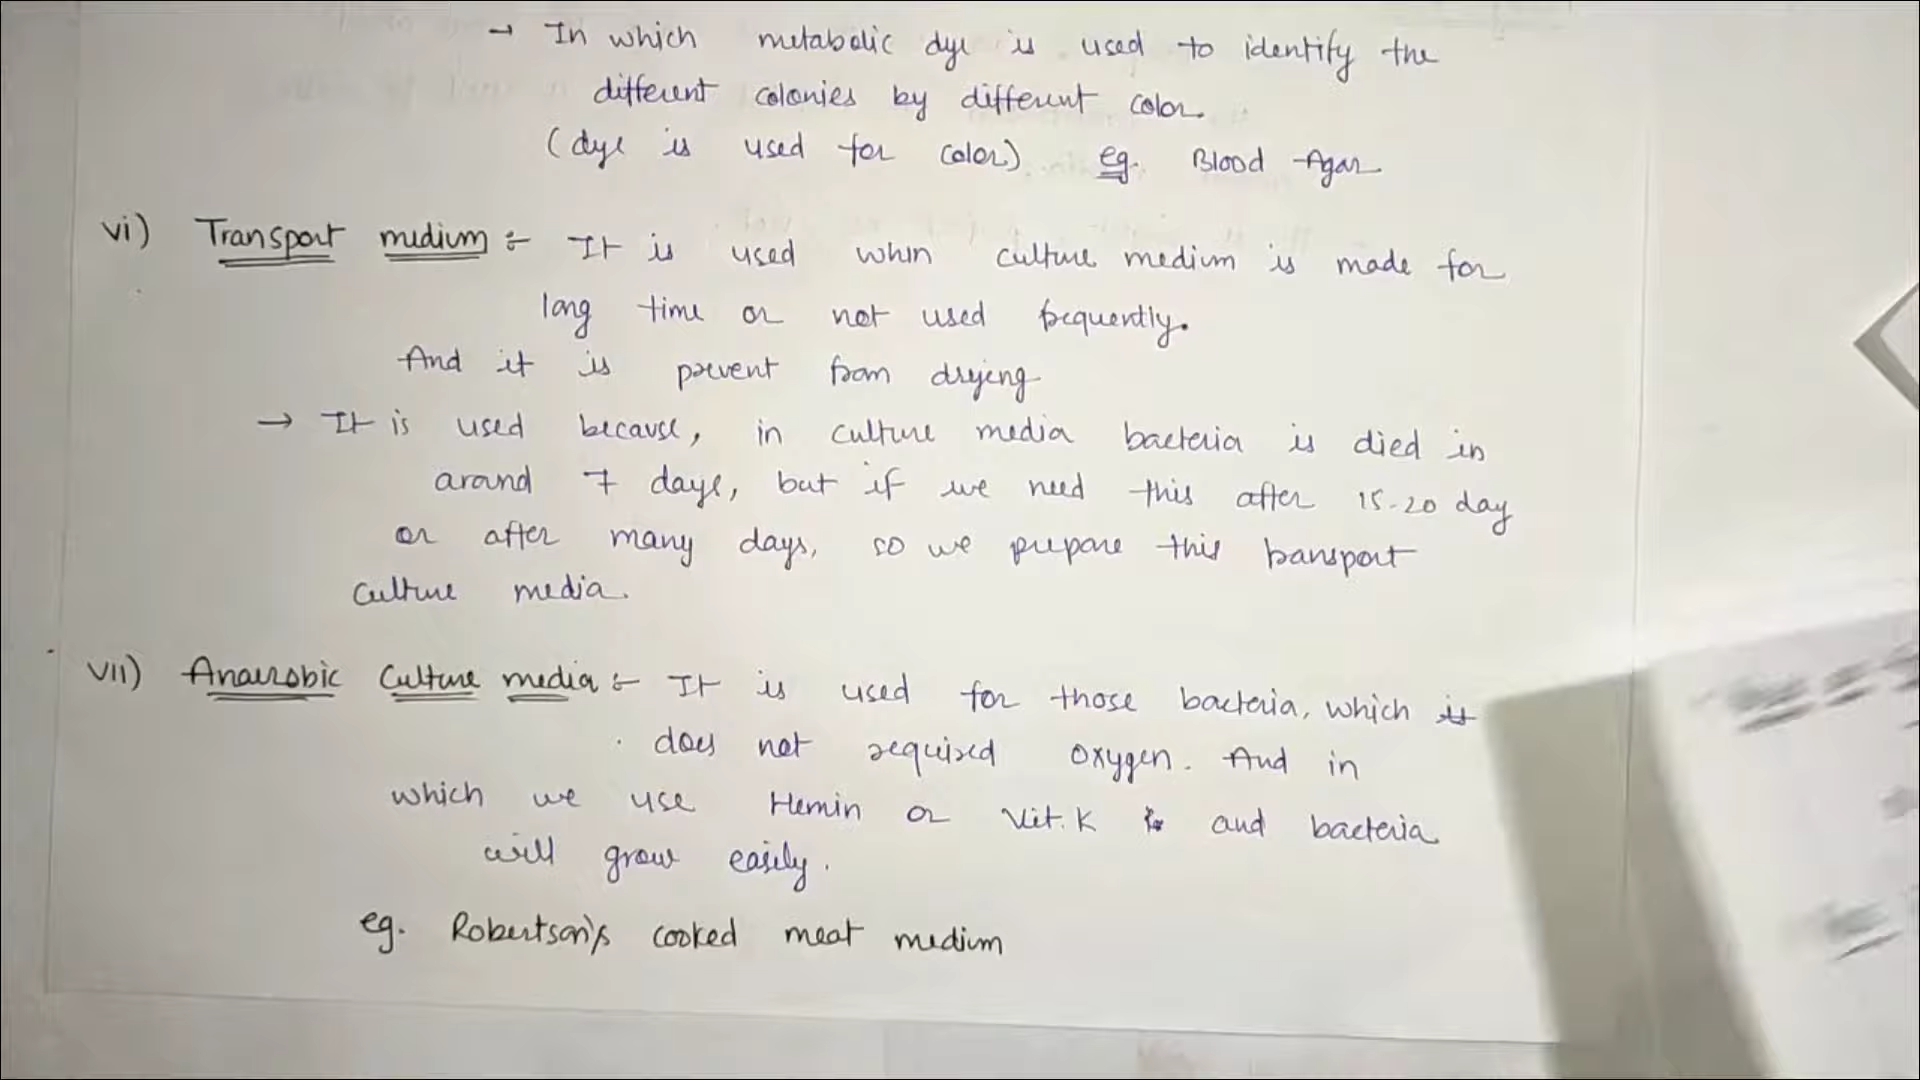 → In which metabolic dye is used to identify the
different colonies by different color.
(dye is used for color) eg. Blood Agar
vi) Transport medium :- It is used when culture medium is made for
long time or not used frequently.
And it is prevent from drying
→ It is used because, in culture media bacteria is died in
around 7 days, but if we need this after 15-20 day
or after many days, so we prepare this transport
culture media.
VII) Anaerobic Culture media :- It is used for those bacteria, which is
does not required oxygen. And in
which we use Hemin or Vit. K and bacteria
will grow easily.
eg. Robertson's cooked meat medium